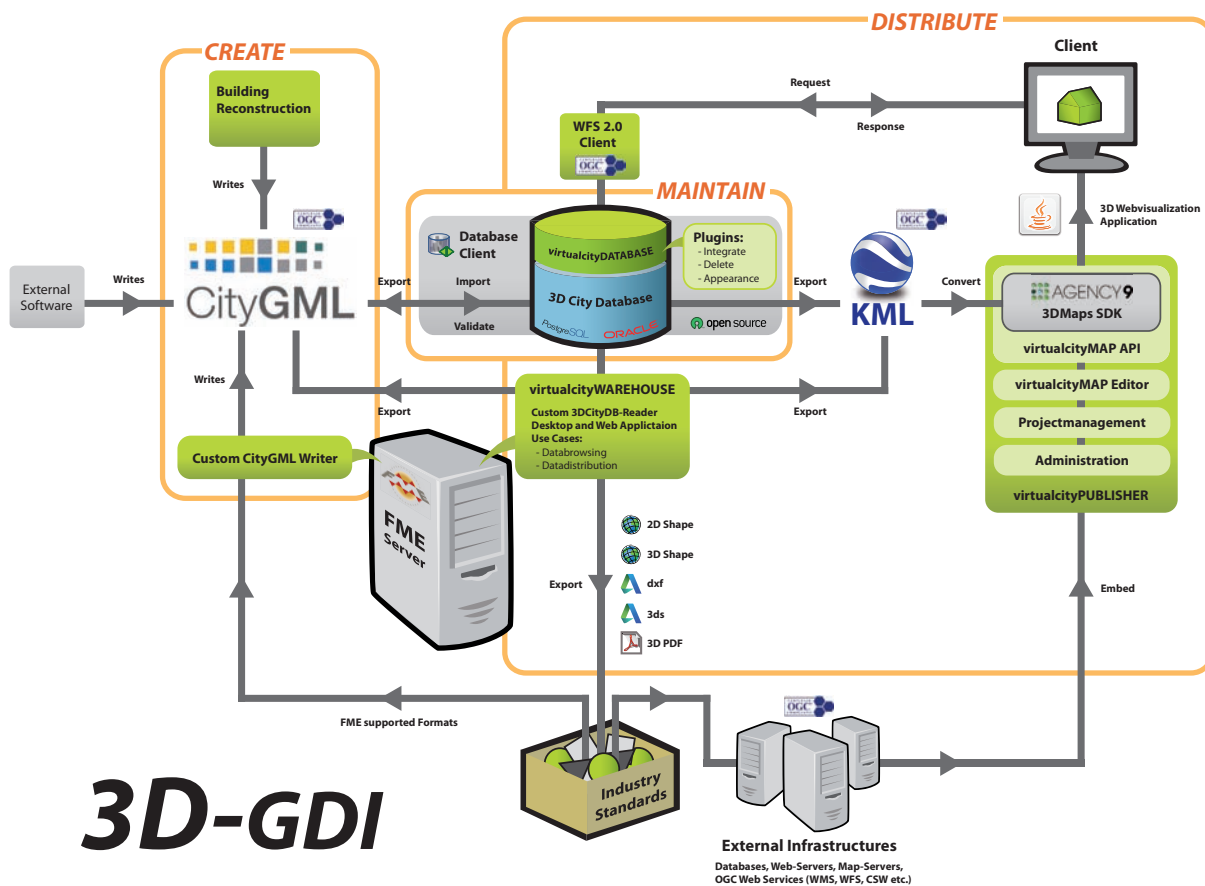 CREATE
DISTRIBUTE
MAINTAIN
Building
Reconstruction
Writes
OGC
CityGML
External
Software
Writes
Export
Database
Client
Import
Validate
virtualcityDATABASE
3D City Database
PostgreSQL
ORACLE
open source
Plugins:
- Integrate
- Delete
- Appearance
WFS 2.0
Client
OGC
Request
Response
Client
3D Webvisualization
Application
Export
OGC
KML
Convert
AGENCY9
3DMaps SDK
virtualcityMAP API
virtualcityMAP Editor
Projectmanagement
Administration
virtualcityPUBLISHER
Writes
Export
virtualcityWAREHOUSE
Custom 3DCityDB-Reader
Desktop and Web Applictaion
Use Cases:
- Databrowsing
- Datadistribution
Export
Custom CityGML Writer
FME
Server
Export
2D Shape
3D Shape
dxf
3ds
3D PDF
Embed
FME supported Formats
Industry
Standards
OGC
External Infrastructures
Databases, Web-Servers, Map-Servers,
OGC Web Services (WMS, WFS, CSW etc.)
3D-GDI